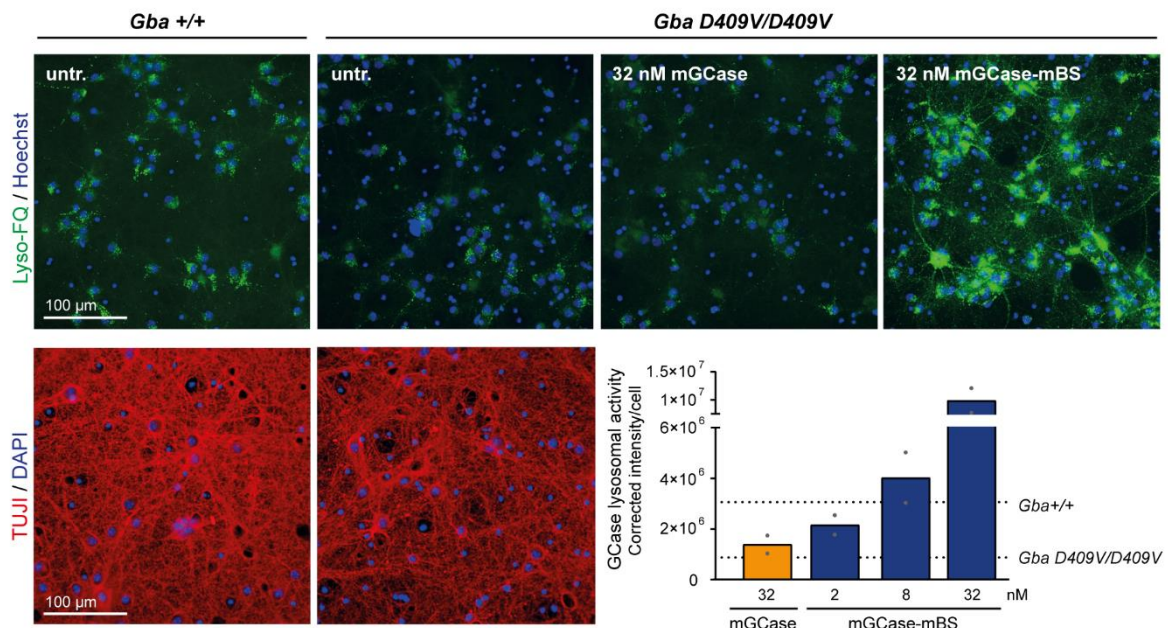 Gba +/+
Gba D409V/D409V
Lyso-FQ / Hoechst
untr.
untr.
32 nM mGCase
32 nM mGCase-mBS
100 µm
TUJI / DAPI
100 µm
GCase lysosomal activity
Corrected intensity/cell
1.5×10⁷
1×10⁷
6×10⁶
4×10⁶
2×10⁶
0
Gba+/+
Gba D409V/D409V
32 2 8 32 nM
mGCase mGCase-mBS